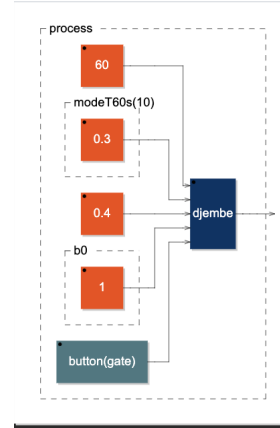 process
60
modeT60s(10)
0.3
djembe
0.4
b0
1
button(gate)